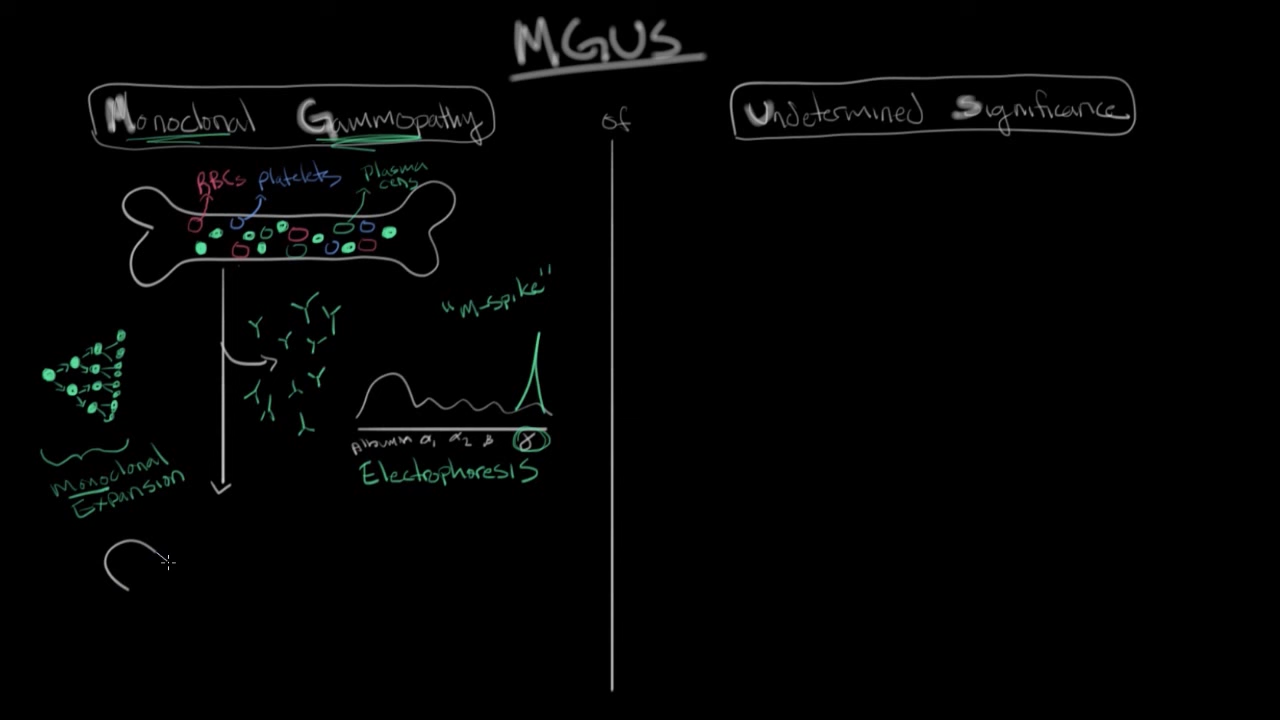 MGUS
Monoclonal Gammopathy of Undetermined Significance
RBCs platelets plasma
cells
"M-spike"
Albumin α1 α2 β γ
Electrophoresis
Monoclonal
Expansion